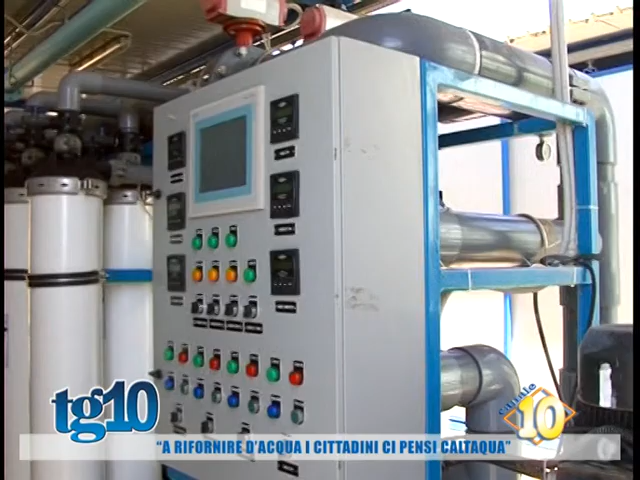 tg10
canale
10
“A RIFORNIRE D’ACQUA I CITTADINI CI PENSI CALTAQUA”